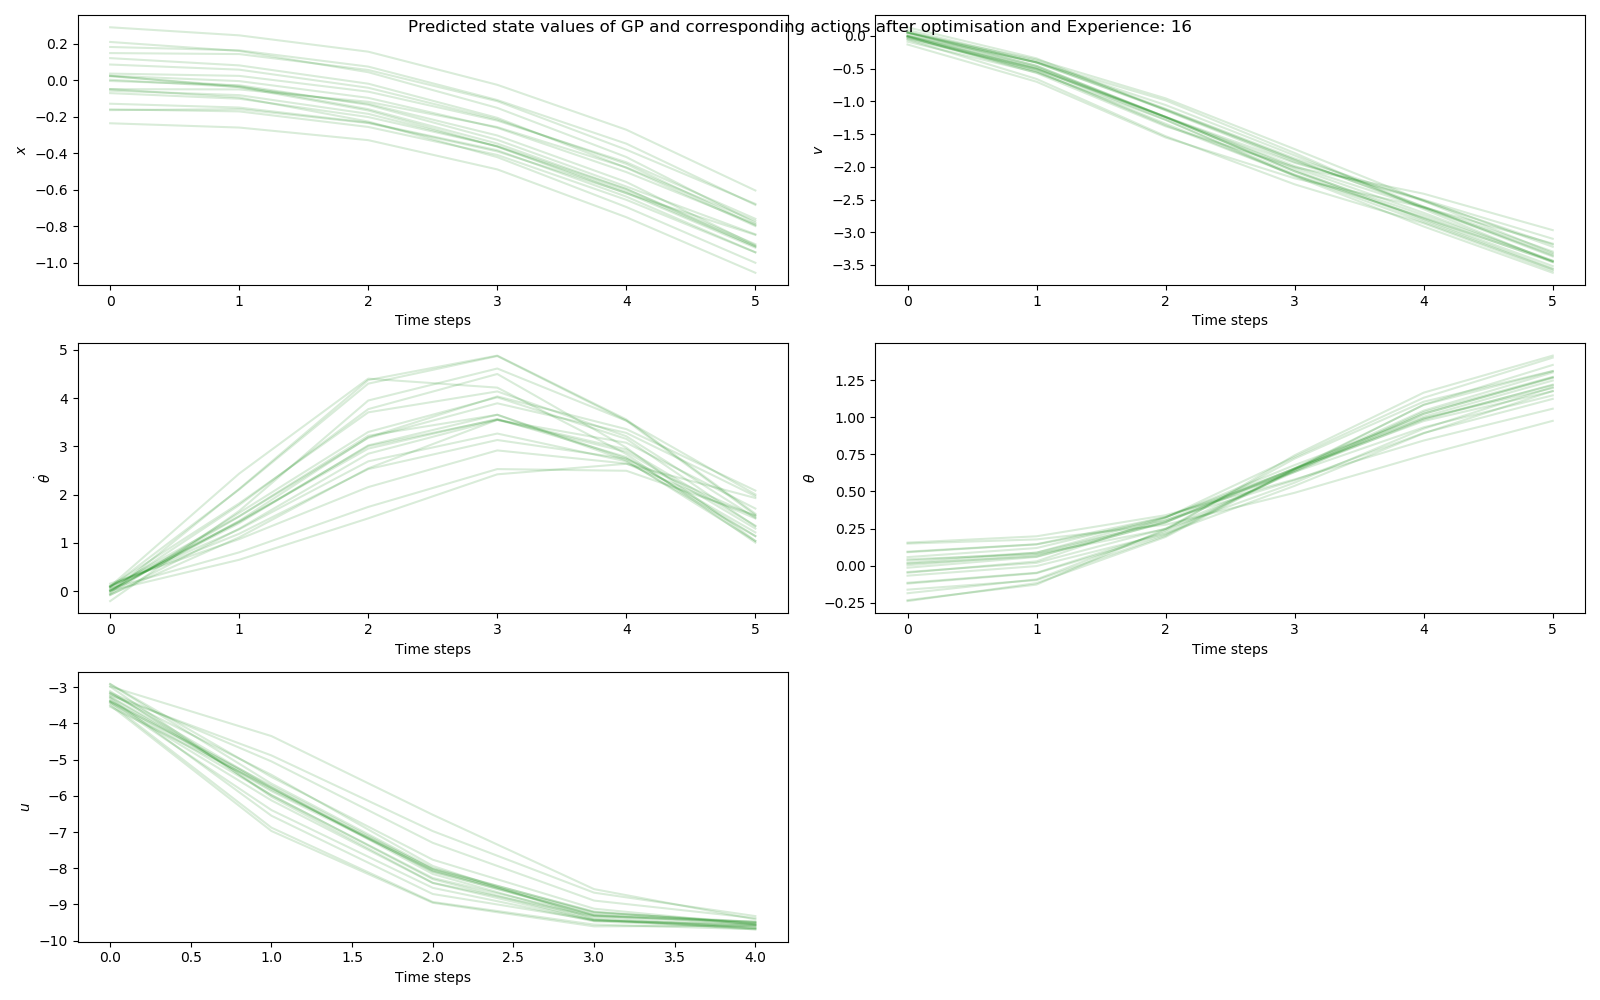 Predicted state values of GP and corresponding actions after optimisation and Experience: 16
0.2
0.0
−0.2
−0.4
−0.6
−0.8
−1.0
x
0 1 2 3 4 5
Time steps
0.0
−0.5
−1.0
−1.5
−2.0
−2.5
−3.0
−3.5
v
0 1 2 3 4 5
Time steps
5
4
3
2
1
0
θ̇
0 1 2 3 4 5
Time steps
1.25
1.00
0.75
0.50
0.25
0.00
−0.25
θ
0 1 2 3 4 5
Time steps
−3
−4
−5
−6
−7
−8
−9
−10
u
0.0 0.5 1.0 1.5 2.0 2.5 3.0 3.5 4.0
Time steps